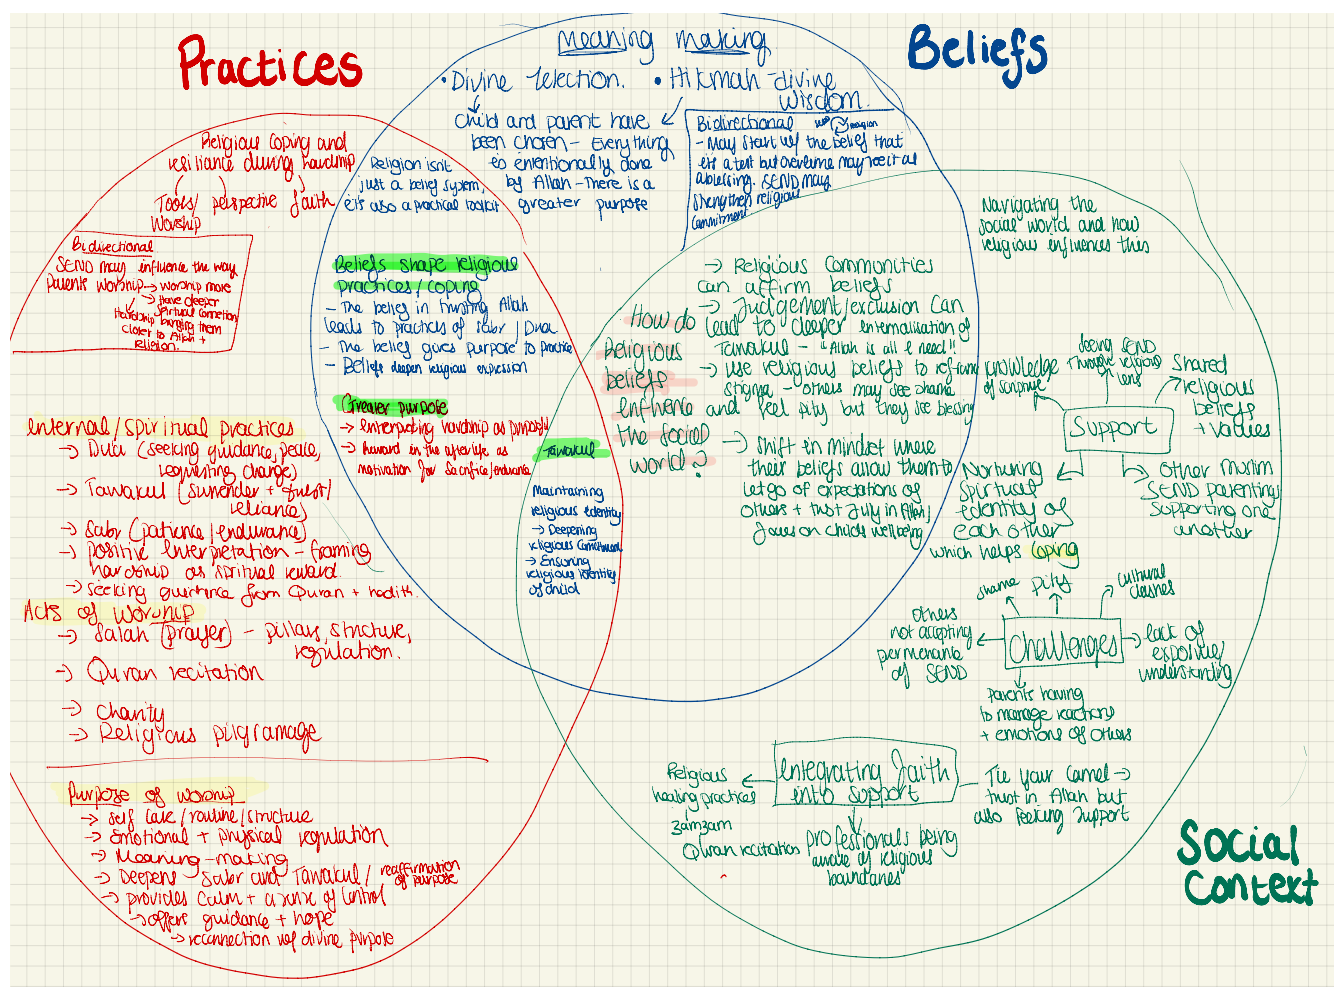 Practices
Religious coping and
resiliance during hardship
Tools/ perspective faith
Worship
Bidirectional
SEND may influence the way
Parents worship → worship more
→ Have deeper
spiritual connection
Hardship bringing them
closer to Allah +
religion.
Internal/spiritual practices
→ Dua (seeking guidance, peace,
requesting change)
→ Tawakul (surrender + trust/
reliance)
→ Sabr (patience/endurance)
→ positive interpretation - framing
hardship as spiritual reward.
→ seeking guidance from Quran + hadith.
Acts of worship
→ Salah (prayer) - pillars, structure,
regulation.
→ Quran recitation
→ Charity
→ Religious pilgramage
Purpose of worship
→ self care/routine/structure
→ Emotional + physical regulation
→ Meaning-making
→ Deepens Sabr and Tawakul/ reaffirmation
of purpose
→ provides calm + a sense of control
→ offers guidance + hope
→ reconnection w/ divine purpose
Beliefs
Meaning making
• Divine selection. • Hikmah - divine
wisdom.
Child and parent have
been chosen - Everything
is intentionally done
by Allah - There is a
greater purpose
Bidirectional
SEND religion
- May start w/ the belief that
it's a test but overtime may see it as
a blessing. SEND may
strengthen religious
commitment.
Religion isn't
just a belief system,
it's also a practical toolkit
Beliefs shape religious
practices/coping
- The belief in trusting Allah
leads to practices of sabr/Dua
- The belief gives purpose to practice
- Beliefs deepen religious expression
Greater purpose
→ interpreting hardship as purposeful
→ reward in the afterlife as
motivation for sacrifice/endurance
Tawakul
Maintaining
religious identity
→ Deepening
religious commitment
→ Ensuring
religious identity
of child
How do
Religious
beliefs
influence
the social
world?
→ Religious Communities
can affirm beliefs
→ Judgement/exclusion can
lead to deeper internalisation of
Tawakul - "Allah is all I need"!
→ use religious beliefs to reframe
stigma - others may see shame
and feel pity but they see blessing
→ Shift in mindset where
their beliefs allow them to
let go of expectations of
others + trust fully in Allah/
focus on childs wellbeing
Navigating the
social world and how
religious influences this
knowledge
of scripture
Seeing SEND
through religious
lens
Shared
religious
beliefs
+ values
Support
Nurturing
spiritual
identity of
each other
which helps coping
Other muslim
SEND parenting
supporting one
another
shame pity cultural
clashes
Others
not accepting
permenance
of SEND
Challenges
lack of
exposure/
understanding
Parents having
to manage reactions
+ emotions of others
Integrating faith
into support
Religious
healing practices
zamzam
Quran recitation
professionals being
aware of religious
boundaries
Tie your camel →
trust in Allah but
also seeking support
Social
Context